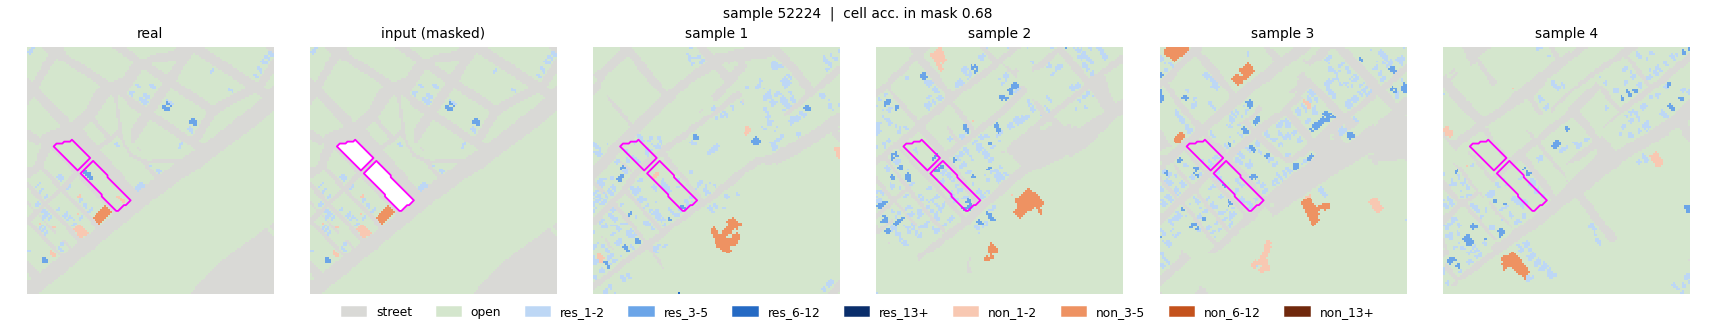 sample 52224 | cell acc. in mask 0.68
real
input (masked)
sample 1
sample 2
sample 3
sample 4
street
open
res_1-2
res_3-5
res_6-12
res_13+
non_1-2
non_3-5
non_6-12
non_13+